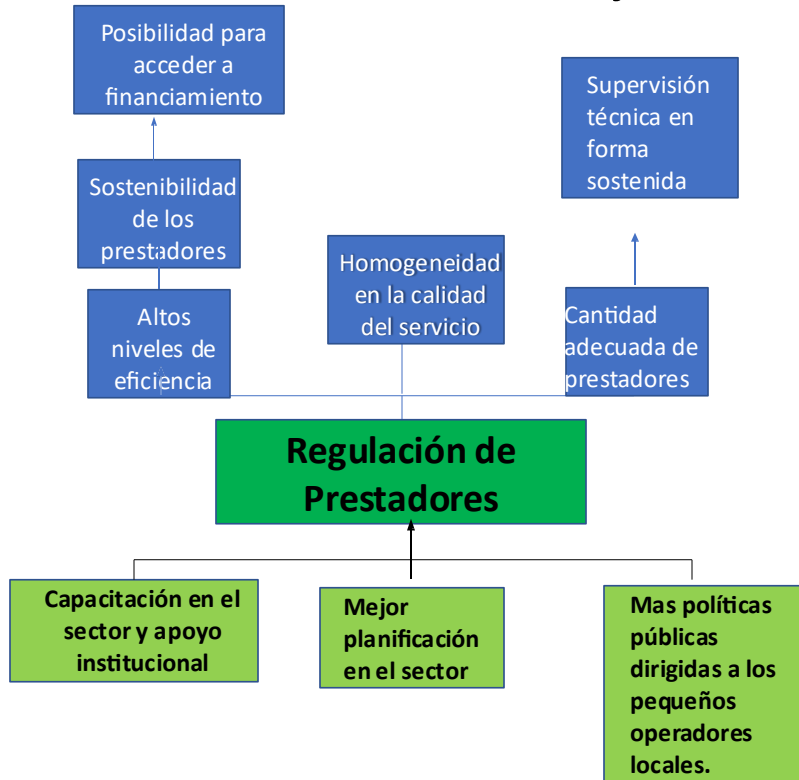 Posibilidad para
acceder a
financiamiento
Supervisión
técnica en
forma
sostenida
Sostenibilidad
de los
prestadores
Homogeneidad
en la calidad
del servicio
Altos
niveles de
eficiencia
Cantidad
adecuada de
prestadores
Regulación de
Prestadores
Capacitación en el
sector y apoyo
institucional
Mejor
planificación
en el sector
Mas políticas
públicas
dirigidas a los
pequeños
operadores
locales.